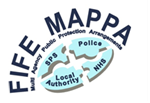 FIFE MAPPA
Multi Agency Public Protection Arrangements
SPS
Police
Local
Authority
NHS